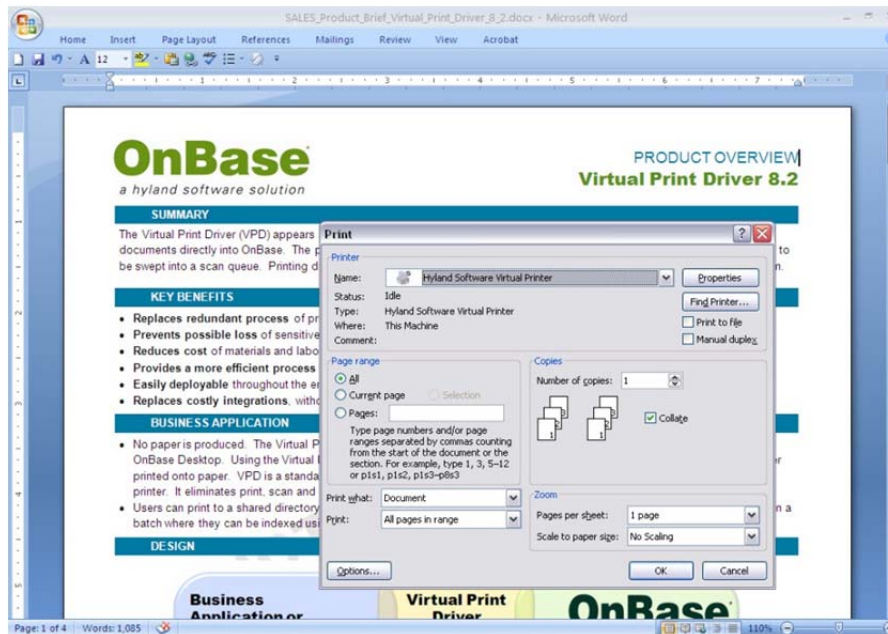 SALES_Product_Brief_Virtual_Print_Driver_8_2.docx - Microsoft Word
Home Insert Page Layout References Mailings Review View Acrobat
A 12
1 2 3 4 5 6 7
OnBase
a hyland software solution
PRODUCT OVERVIEW
Virtual Print Driver 8.2
SUMMARY
The Virtual Print Driver (VPD) appears
documents directly into OnBase. The p to
be swept into a scan queue. Printing d n.
KEY BENEFITS
• Replaces redundant process of pr
• Prevents possible loss of sensitive
• Reduces cost of materials and labo
• Provides a more efficient process
• Easily deployable throughout the e
• Replaces costly integrations, witho
BUSINESS APPLICATION
• No paper is produced. The Virtual P
OnBase Desktop. Using the Virtual
printed onto paper. VPD is a standa
printer. It eliminates print, scan and
• Users can print to a shared directory n a
batch where they can be indexed usi
DESIGN
Business
Application or
Virtual Print
Driver
OnBase
Print
Printer
Name: Hyland Software Virtual Printer Properties
Status: Idle Find Printer...
Type: Hyland Software Virtual Printer
Where: This Machine Print to file
Comment: Manual duplex
Page range
All
Current page Selection
Pages:
Type page numbers and/or page
ranges separated by commas counting
from the start of the document or the
section. For example, type 1, 3, 5–12
or p1s1, p1s2, p1s3–p8s3
Copies
Number of copies: 1
Collate
Print what: Document
Print: All pages in range
Zoom
Pages per sheet: 1 page
Scale to paper size: No Scaling
Options... OK Cancel
Page: 1 of 4 Words: 1,085 110%